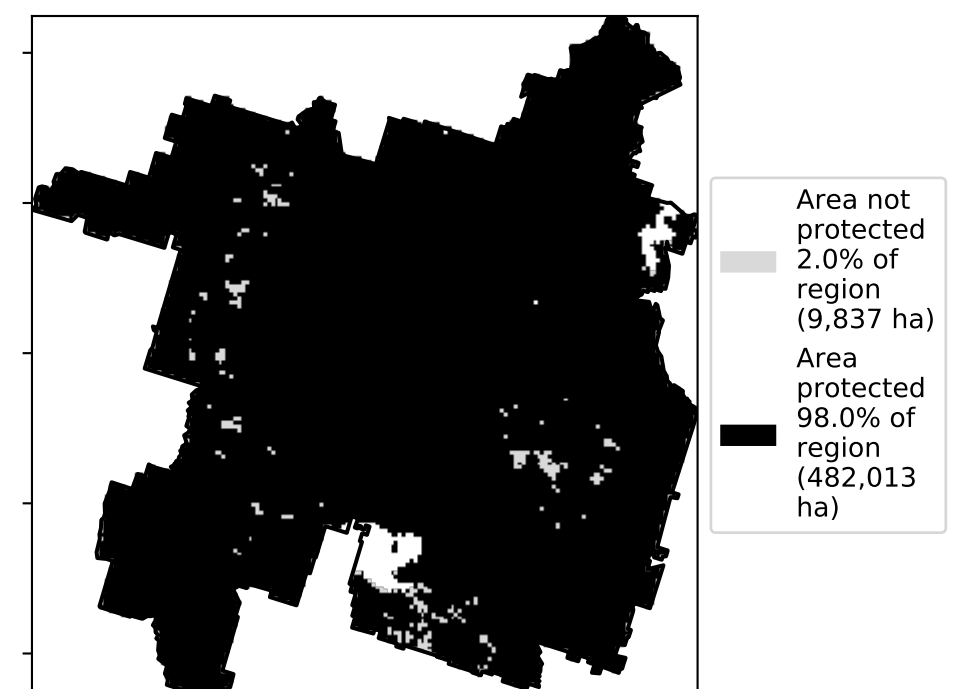 Area not
protected
2.0% of
region
(9,837 ha)
Area
protected
98.0% of
region
(482,013
ha)